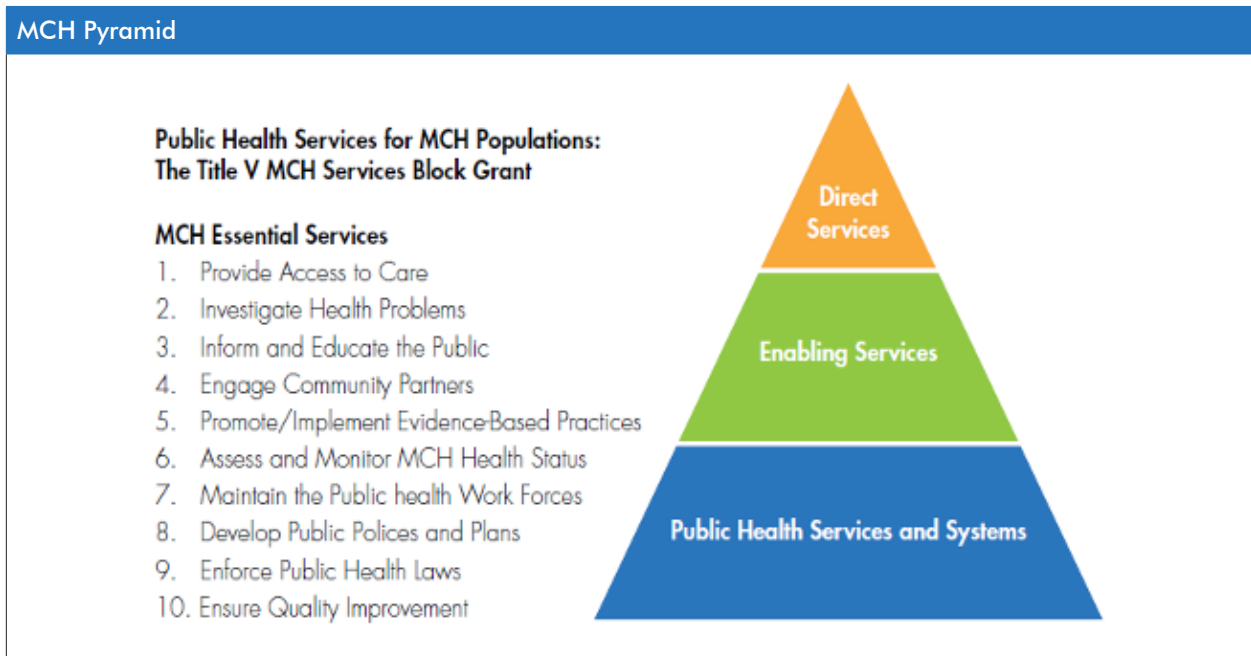 MCH Pyramid
Public Health Services for MCH Populations:
The Title V MCH Services Block Grant
MCH Essential Services
1. Provide Access to Care
2. Investigate Health Problems
3. Inform and Educate the Public
4. Engage Community Partners
5. Promote/Implement Evidence-Based Practices
6. Assess and Monitor MCH Health Status
7. Maintain the Public health Work Forces
8. Develop Public Polices and Plans
9. Enforce Public Health Laws
10. Ensure Quality Improvement
Direct
Services
Enabling Services
Public Health Services and Systems